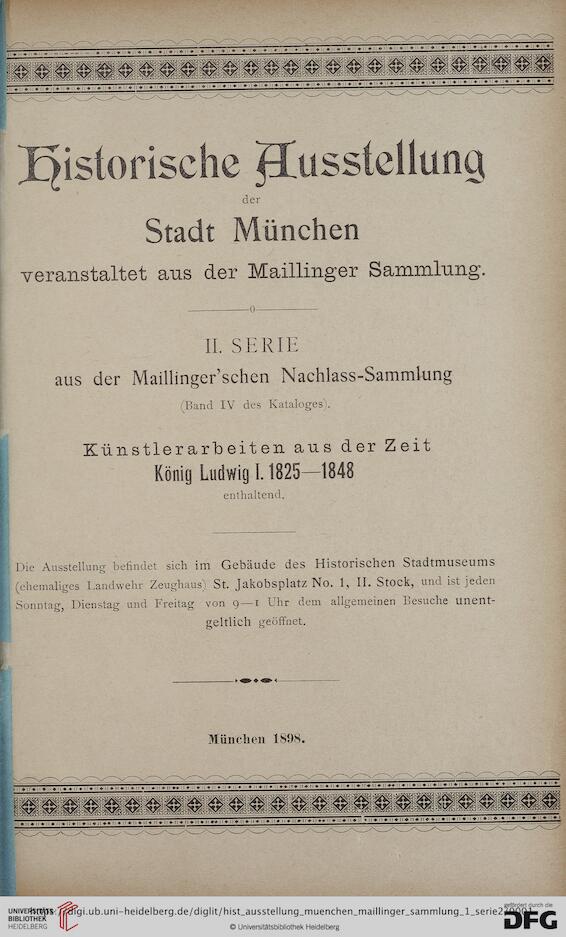 Historische Ausstellung
der
Stadt München
veranstaltet aus der Maillinger Sammlung.
II. SERIE
aus der Maillinger'schen Nachlass-Sammlung
(Band IV des Kataloges).
Künstlerarbeiten aus der Zeit
König Ludwig I. 1825—1848
enthaltend.
Die Ausstellung befindet sich im Gebäude des Historischen Stadtmuseums
(ehemaliges Landwehr Zeughaus) St. Jakobsplatz No. 1, II. Stock, und ist jeden
Sonntag, Dienstag und Freitag von 9—1 Uhr dem allgemeinen Besuche unent-
geltlich geöffnet.
München 1898.
UNIVERSITÄTS
BIBLIOTHEK
HEIDELBERG
https://digi.ub.uni-heidelberg.de/diglit/hist_ausstellung_muenchen_maillinger_sammlung_1_serie2
© Universitätsbibliothek Heidelberg
gefördert durch die
DFG